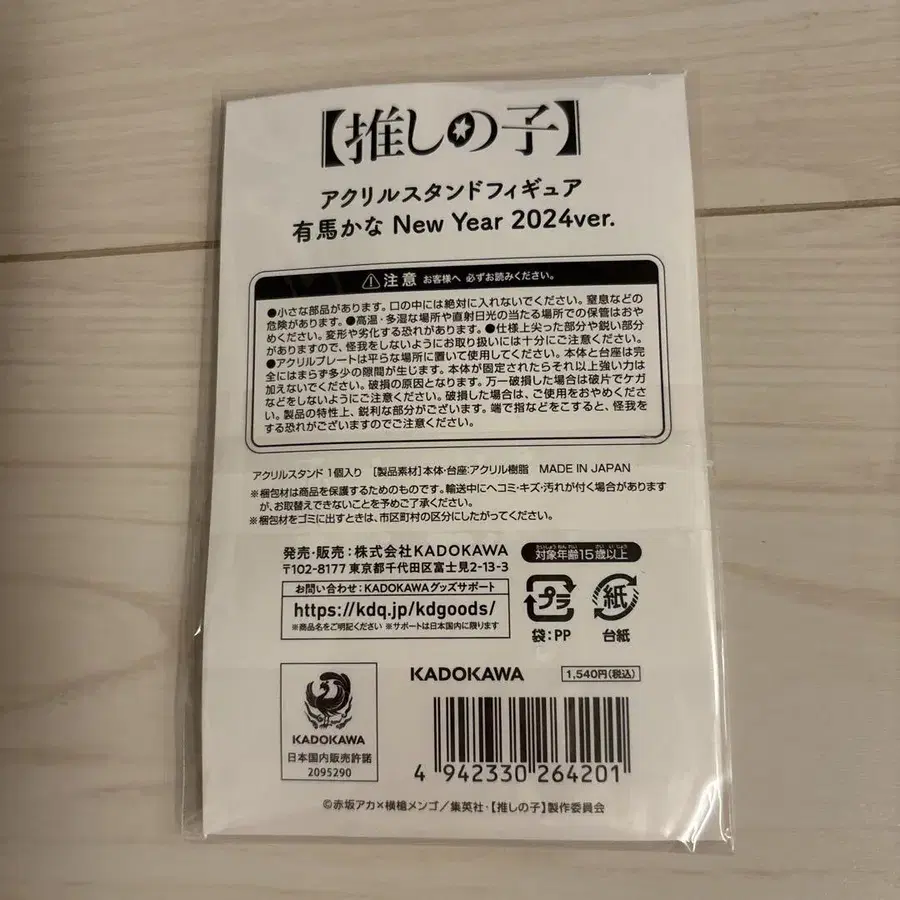 【推しの子】
アクリルスタンドフィギュア
有馬かな New Year 2024ver.
注意 お客様へ 必ずお読みください。
●小さな部品があります。口の中には絶対に入れないでください。窒息などの
危険があります。●高温・多湿な場所や直射日光の当たる場所での保管はおや
めください。変形や劣化する恐れがあります。●仕様上尖った部分や鋭い部分
がありますので、怪我をしないようにお取り扱いには十分にご注意ください。
●アクリルプレートは平らな場所に置いて使用してください。本体と台座は完
全にはまらず多少の隙間が生じます。本体が固定されたらそれ以上強い力は
加えないでください。破損の原因となります。万一破損した場合は破片でケガ
などをしないようにご注意ください。破損した場合は、ご使用をおやめくださ
い。製品の特性上、鋭利な部分がございます。端で指などをこすると、怪我を
する恐れがございますのでご注意ください。
アクリルスタンド 1個入り 【製品素材】本体・台座:アクリル樹脂 MADE IN JAPAN
※梱包材は商品を保護するためのものです。輸送中にヘコミ・キズ・汚れが付く場合があります
が、お取替えできないことを予めご了承ください。
※梱包材をゴミに出すときは、市区町村の区分にしたがってください。
発売・販売:株式会社KADOKAWA
〒102-8177 東京都千代田区富士見2-13-3
お問い合わせ:KADOKAWAグッズサポート
https://kdq.jp/kdgoods/
※商品名をご明記ください ※サポートは日本国内に限ります
たいしょうねんれい さい いじょう
対象年齢15歳以上
プラ
袋:PP
紙
台紙
KADOKAWA
日本国内販売許諾
2095290
KADOKAWA
1,540円(税込)
4 942330 264201
©赤坂アカ×横槍メンゴ/集英社・【推しの子】製作委員会